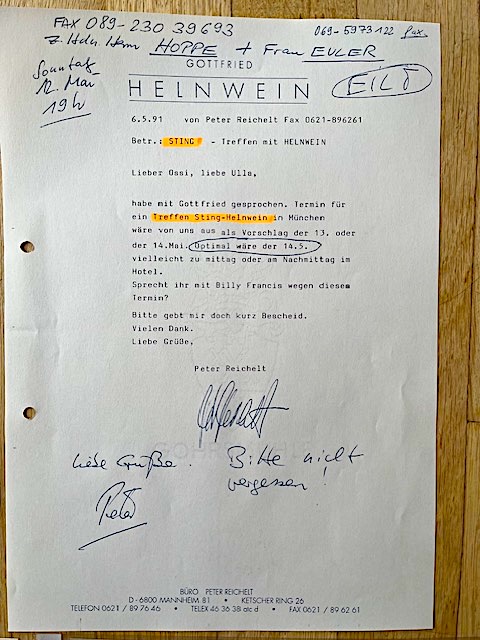 FAX 089-230 39693
069-5973122 Fax.
z. Hdn Herrn HOPPE + Frau EULER
Sonntag
12. Mai
19h
EILT
GOTTFRIED
HELNWEIN
6.5.91 von Peter Reichelt Fax 0621-896261
Betr.: STING - Treffen mit HELNWEIN
Lieber Ossi, liebe Ulla,
habe mit Gottfried gesprochen. Termin für
ein Treffen Sting-Helnwein in München
wäre von uns aus als Vorschlag der 13. oder
der 14.Mai. Optimal wäre der 14.5.
vielleicht zu mittag oder am Nachmittag im
Hotel.
Sprecht ihr mit Billy Francis wegen diesem
Termin?
Bitte gebt mir doch kurz Bescheid.
Vielen Dank.
Liebe Grüße,
Peter Reichelt
Liebe Grüße.
Peter
Bitte nicht
vergessen!
BÜRO PETER REICHELT
D - 6800 MANNHEIM 81 • KETSCHER RING 26
TELEFON 0621 / 89 76 46 • TELEX 46 36 38 atc d • FAX 0621 / 89 62 61